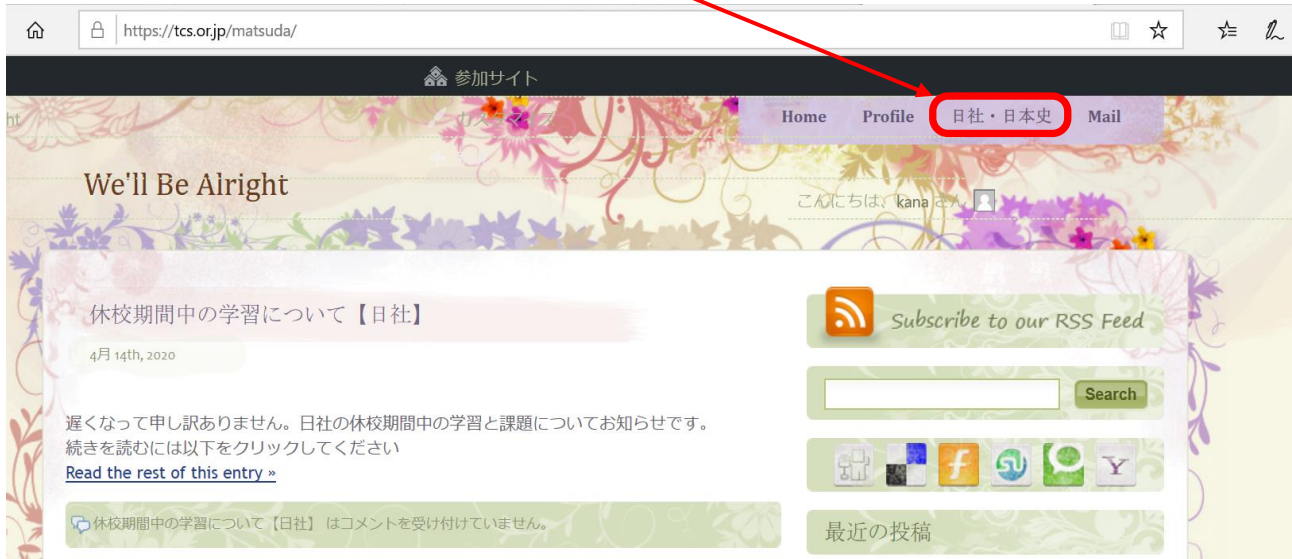 https://tcs.or.jp/matsuda/
参加サイト
ht
カスタマイズ
Home Profile 日社・日本史 Mail
We'll Be Alright
こんにちは、kana さん
休校期間中の学習について【日社】
4月 14th, 2020
Subscribe to our RSS Feed
Search
遅くなって申し訳ありません。日社の休校期間中の学習と課題についてお知らせです。
続きを読むには以下をクリックしてください
Read the rest of this entry »
休校期間中の学習について【日社】 はコメントを受け付けていません。
最近の投稿